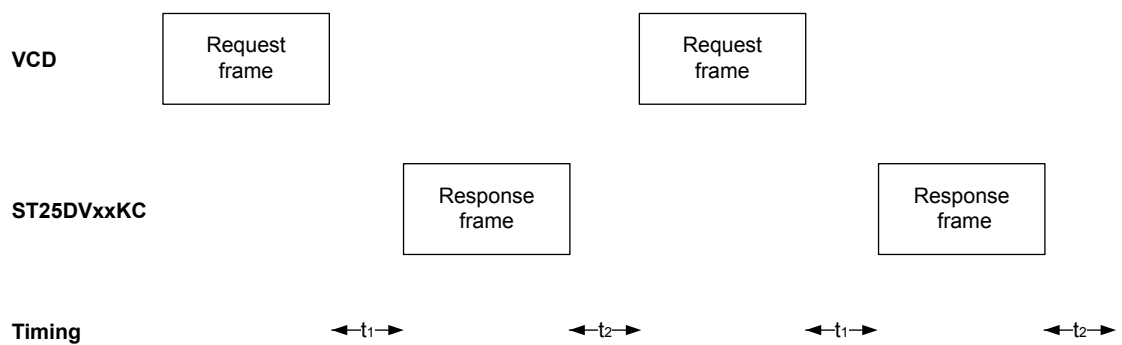 VCD
Request
frame
Request
frame
ST25DVxxKC
Response
frame
Response
frame
Timing
t1
t2
t1
t2